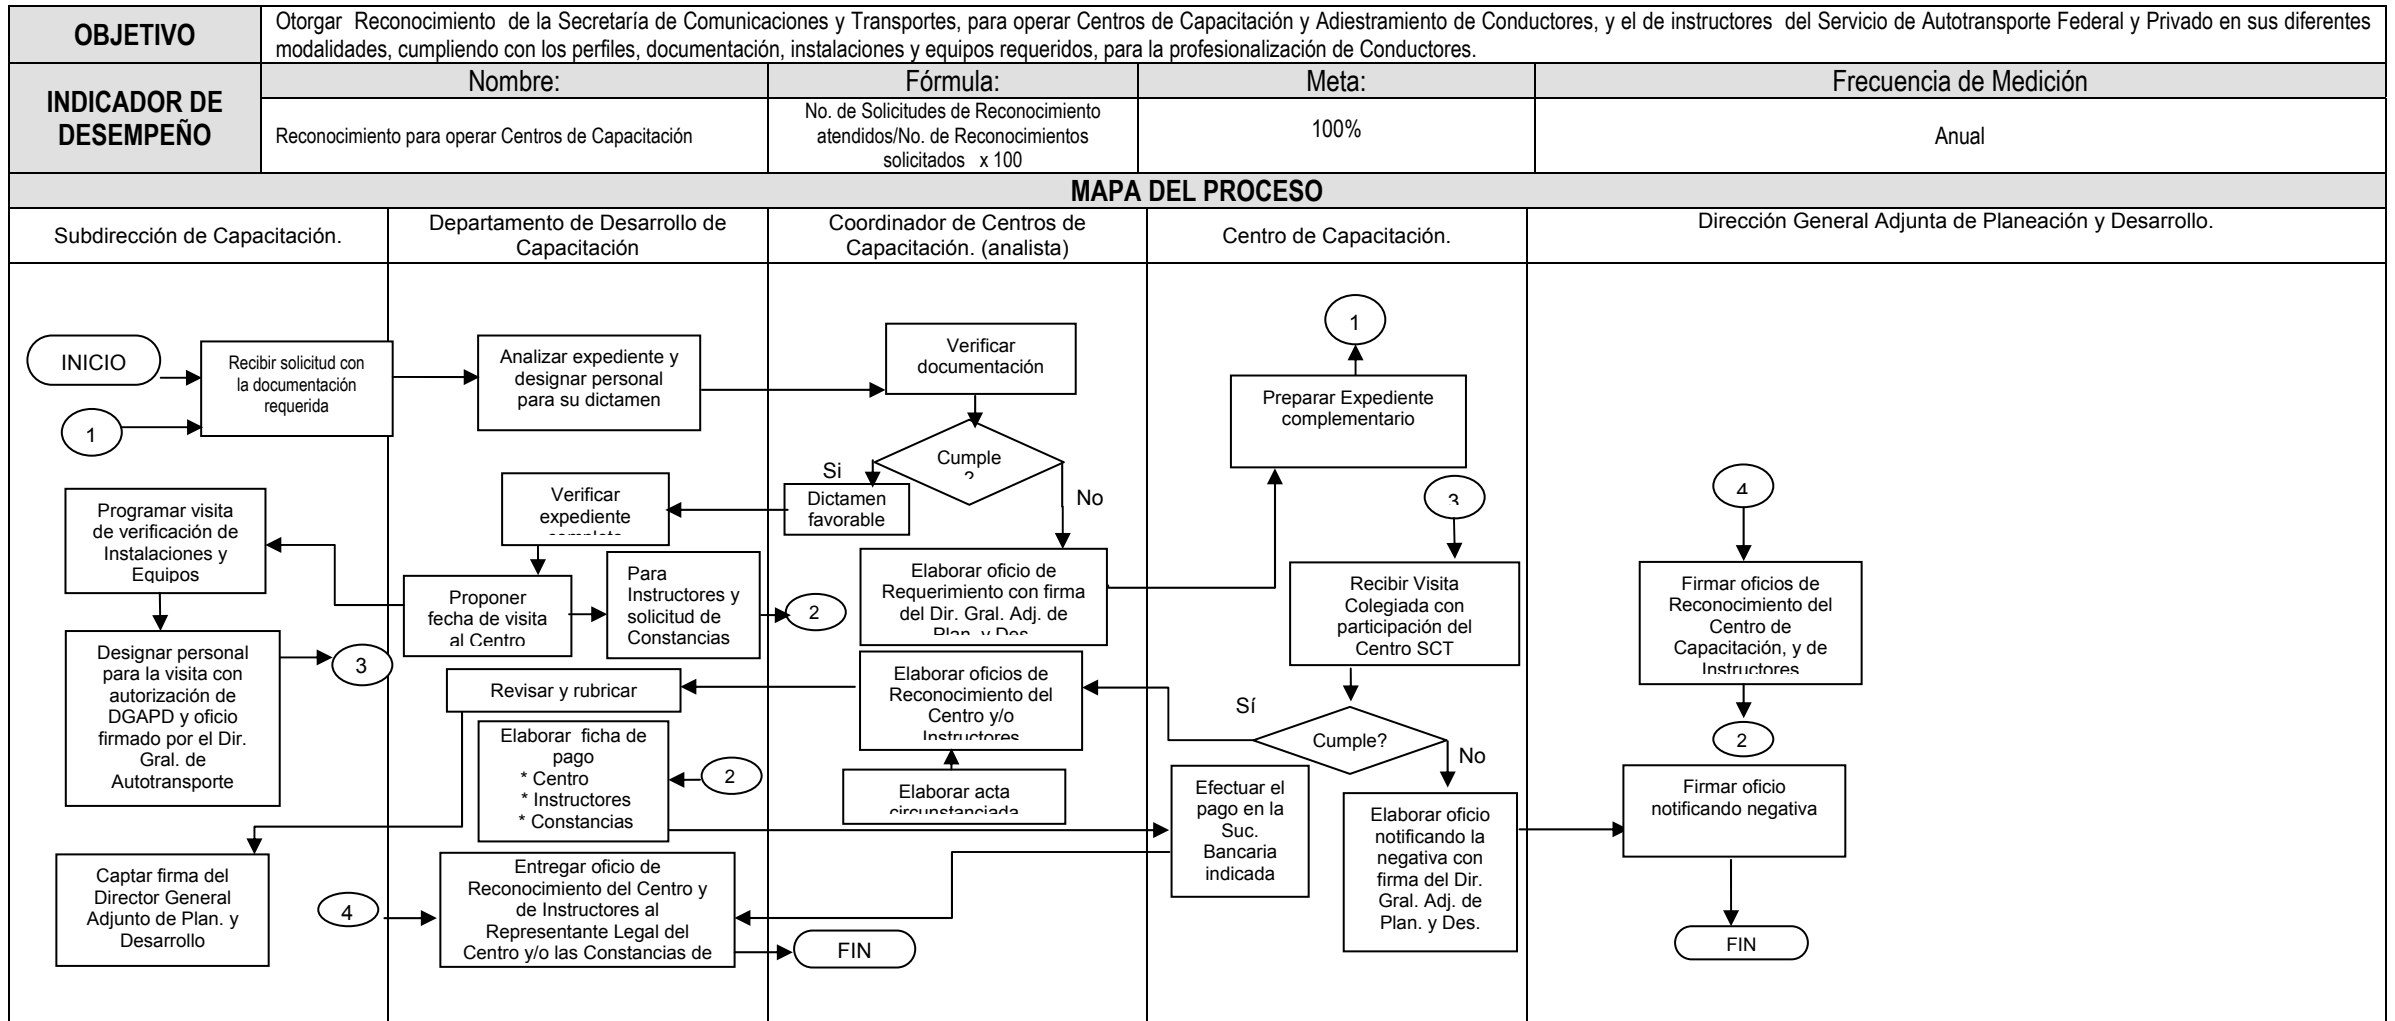 OBJETIVO
Otorgar Reconocimiento de la Secretaría de Comunicaciones y Transportes, para operar Centros de Capacitación y Adiestramiento de Conductores, y el de instructores del Servicio de Autotransporte Federal y Privado en sus diferentes
modalidades, cumpliendo con los perfiles, documentación, instalaciones y equipos requeridos, para la profesionalización de Conductores.
INDICADOR DE
DESEMPEÑO
Nombre:
Fórmula:
Meta:
Frecuencia de Medición
Reconocimiento para operar Centros de Capacitación
No. de Solicitudes de Reconocimiento
atendidos/No. de Reconocimientos
solicitados x 100
100%
Anual
MAPA DEL PROCESO
Subdirección de Capacitación.
Departamento de Desarrollo de
Capacitación
Coordinador de Centros de
Capacitación. (analista)
Centro de Capacitación.
Dirección General Adjunta de Planeación y Desarrollo.
INICIO
1
Recibir solicitud con
la documentación
requerida
Programar visita
de verificación de
Instalaciones y
Equipos
Designar personal
para la visita con
autorización de
DGAPD y oficio
firmado por el Dir.
Gral. de
Autotransporte
3
Captar firma del
Director General
Adjunto de Plan. y
Desarrollo
4
Analizar expediente y
designar personal
para su dictamen
Verificar
expediente
completo
Proponer
fecha de visita
al Centro
Para
Instructores y
solicitud de
Constancias
2
Revisar y rubricar
Elaborar ficha de
pago
* Centro
* Instructores
* Constancias
2
Entregar oficio de
Reconocimiento del Centro y
de Instructores al
Representante Legal del
Centro y/o las Constancias de
FIN
Verificar
documentación
Cumple
?
Si
No
Dictamen
favorable
Elaborar oficio de
Requerimiento con firma
del Dir. Gral. Adj. de
Plan. y Des
Elaborar oficios de
Reconocimiento del
Centro y/o
Instructores
Elaborar acta
circunstanciada
1
Preparar Expediente
complementario
3
Recibir Visita
Colegiada con
participación del
Centro SCT
Sí
Cumple?
No
Efectuar el
pago en la
Suc.
Bancaria
indicada
Elaborar oficio
notificando la
negativa con
firma del Dir.
Gral. Adj. de
Plan. y Des.
4
Firmar oficios de
Reconocimiento del
Centro de
Capacitación, y de
Instructores
2
Firmar oficio
notificando negativa
FIN